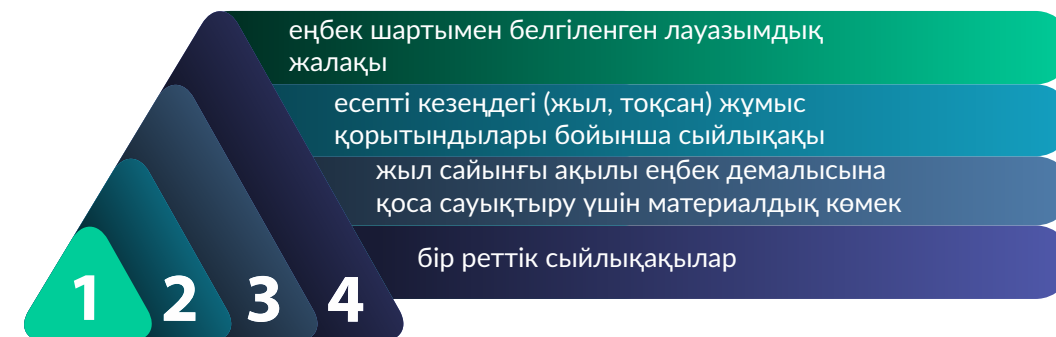 еңбек шартымен белгіленген лауазымдық
жалақы
есепті кезеңдегі (жыл, тоқсан) жұмыс
қорытындылары бойынша сыйлықақы
жыл сайынғы ақылы еңбек демалысына
қоса сауықтыру үшін материалдық көмек
бір реттік сыйлықақылар
1 2 3 4